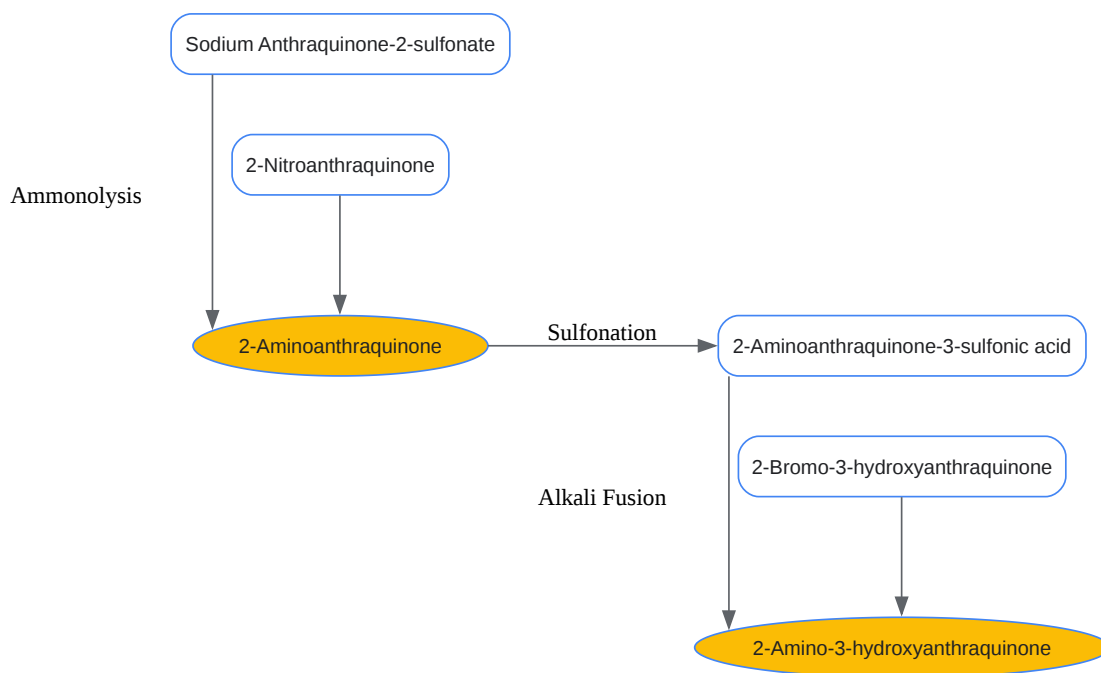 Sodium Anthraquinone-2-sulfonate
2-Nitroanthraquinone
Ammonolysis
2-Aminoanthraquinone
Sulfonation
2-Aminoanthraquinone-3-sulfonic acid
2-Bromo-3-hydroxyanthraquinone
Alkali Fusion
2-Amino-3-hydroxyanthraquinone